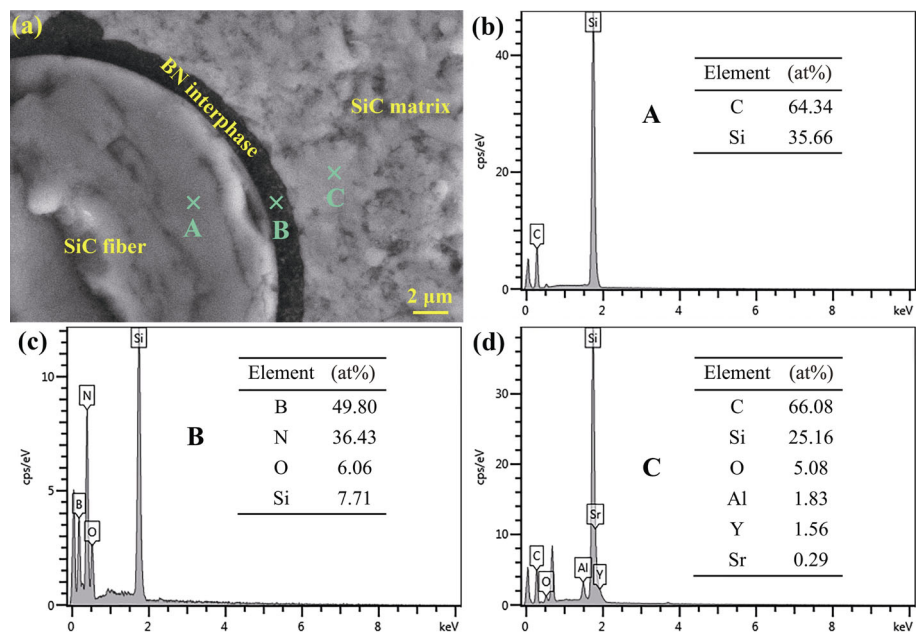 (a)
BN interphase
SiC matrix
A
B
C
SiC fiber
2 μm
(b)
Si
40
20
0
cps/eV
C
Element (at%)
C 64.34
Si 35.66
A
0 2 4 6 8 keV
(c)
Si
N
B
O
10
5
0
cps/eV
Element (at%)
B 49.80
N 36.43
O 6.06
Si 7.71
B
0 2 4 6 8 keV
(d)
Si
Sr
C
O
Al
Y
30
20
10
0
cps/eV
Element (at%)
C 66.08
Si 25.16
O 5.08
Al 1.83
Y 1.56
Sr 0.29
C
0 2 4 6 8 keV